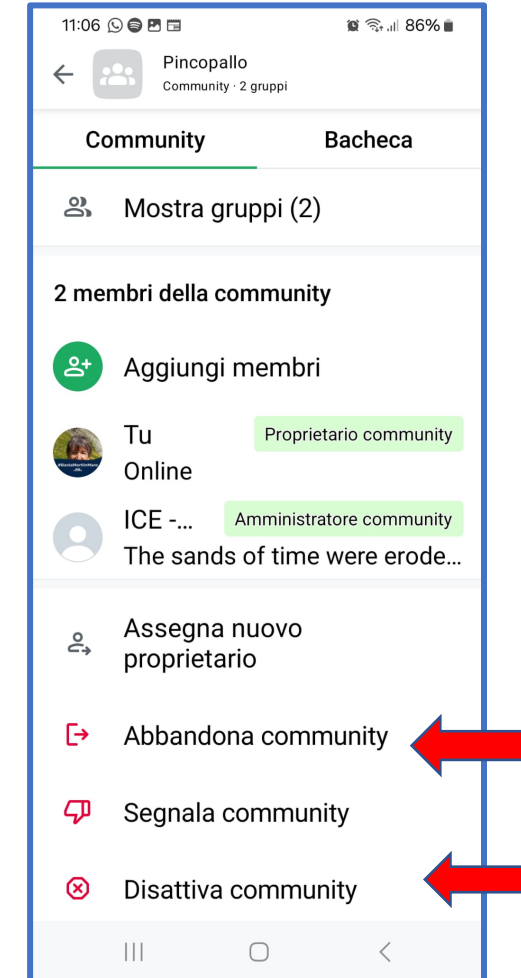 11:06 86%
Pincopallo
Community · 2 gruppi
Community Bacheca
Mostra gruppi (2)
2 membri della community
Aggiungi membri
Tu Proprietario community
Online
ICE -... Amministratore community
The sands of time were erode...
Assegna nuovo
proprietario
Abbandona community
Segnala community
Disattiva community